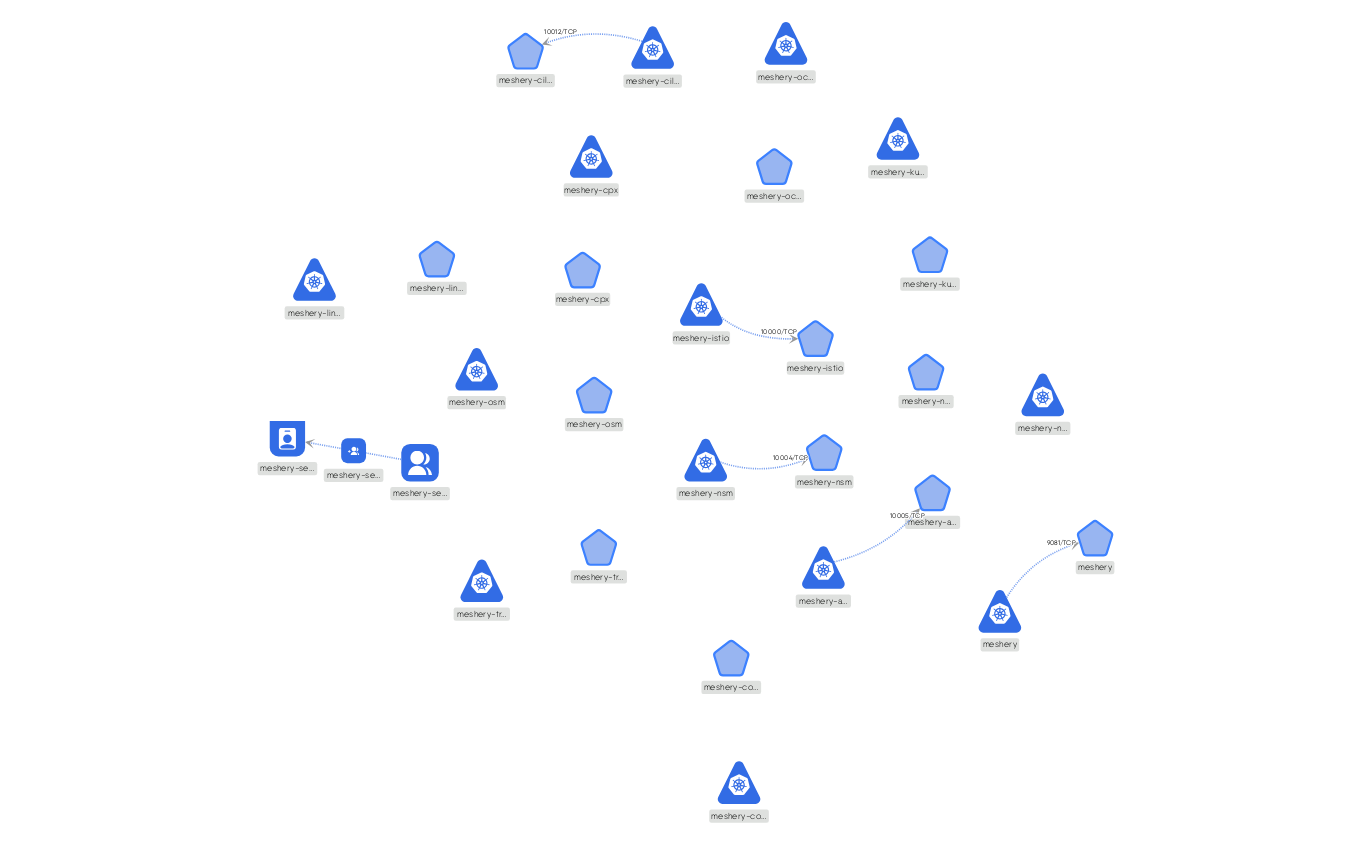 10012/TCP
meshery-cil...
meshery-cil...
meshery-oc...
meshery-cpx
meshery-oc...
meshery-ku...
meshery-lin...
meshery-lin...
meshery-cpx
meshery-ku...
10000/TCP
meshery-istio
meshery-istio
meshery-osm
meshery-osm
meshery-n...
meshery-n...
meshery-se...
meshery-se...
meshery-se...
10004/TCP
meshery-nsm
meshery-nsm
10005/TCP
meshery-a...
9081/TCP
meshery
meshery-tr...
meshery-tr...
meshery-a...
meshery
meshery-co...
meshery-co...